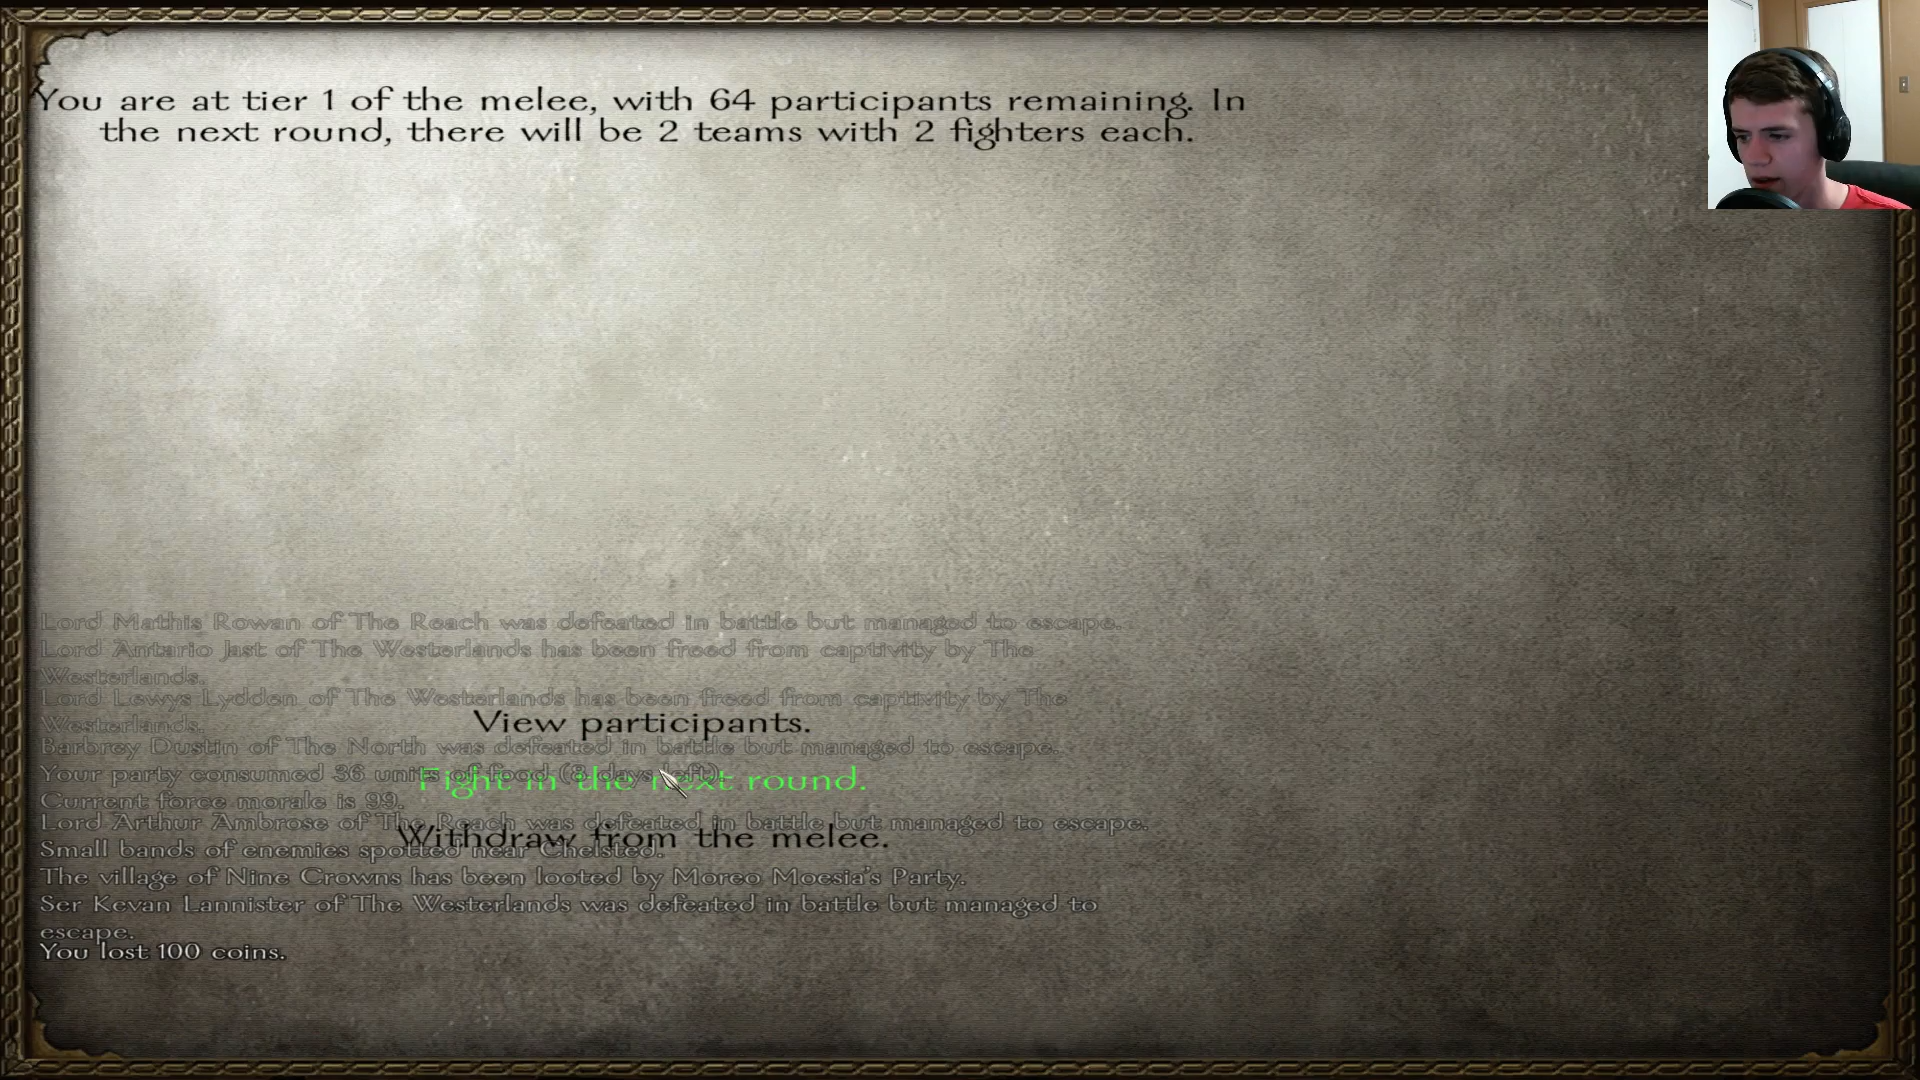 You are at tier 1 of the melee, with 64 participants remaining. In
the next round, there will be 2 teams with 2 fighters each.
Lord Mathis Rowan of The Reach was defeated in battle but managed to escape.
Lord Antario Jast of The Westerlands has been freed from captivity by The
Westerlands.
Lord Lewys Lydden of The Westerlands has been freed from captivity by The
Westerlands.
View participants.
Barbrey Dustin of The North was defeated in battle but managed to escape.
Your party consumed 36 units of food (8 days left).
Fight in the next round.
Current force morale is 99.
Lord Arthur Ambrose of The Reach was defeated in battle but managed to escape.
Withdraw from the melee.
Small bands of enemies spotted near Chelsted.
The village of Nine Crowns has been looted by Moreo Moesia's Party.
Ser Kevan Lannister of The Westerlands was defeated in battle but managed to
escape.
You lost 100 coins.